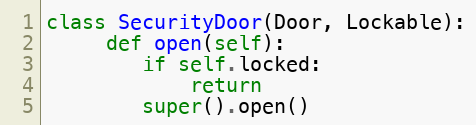 1 class SecurityDoor(Door, Lockable):
2     def open(self):
3        if self.locked:
4            return
5        super().open()